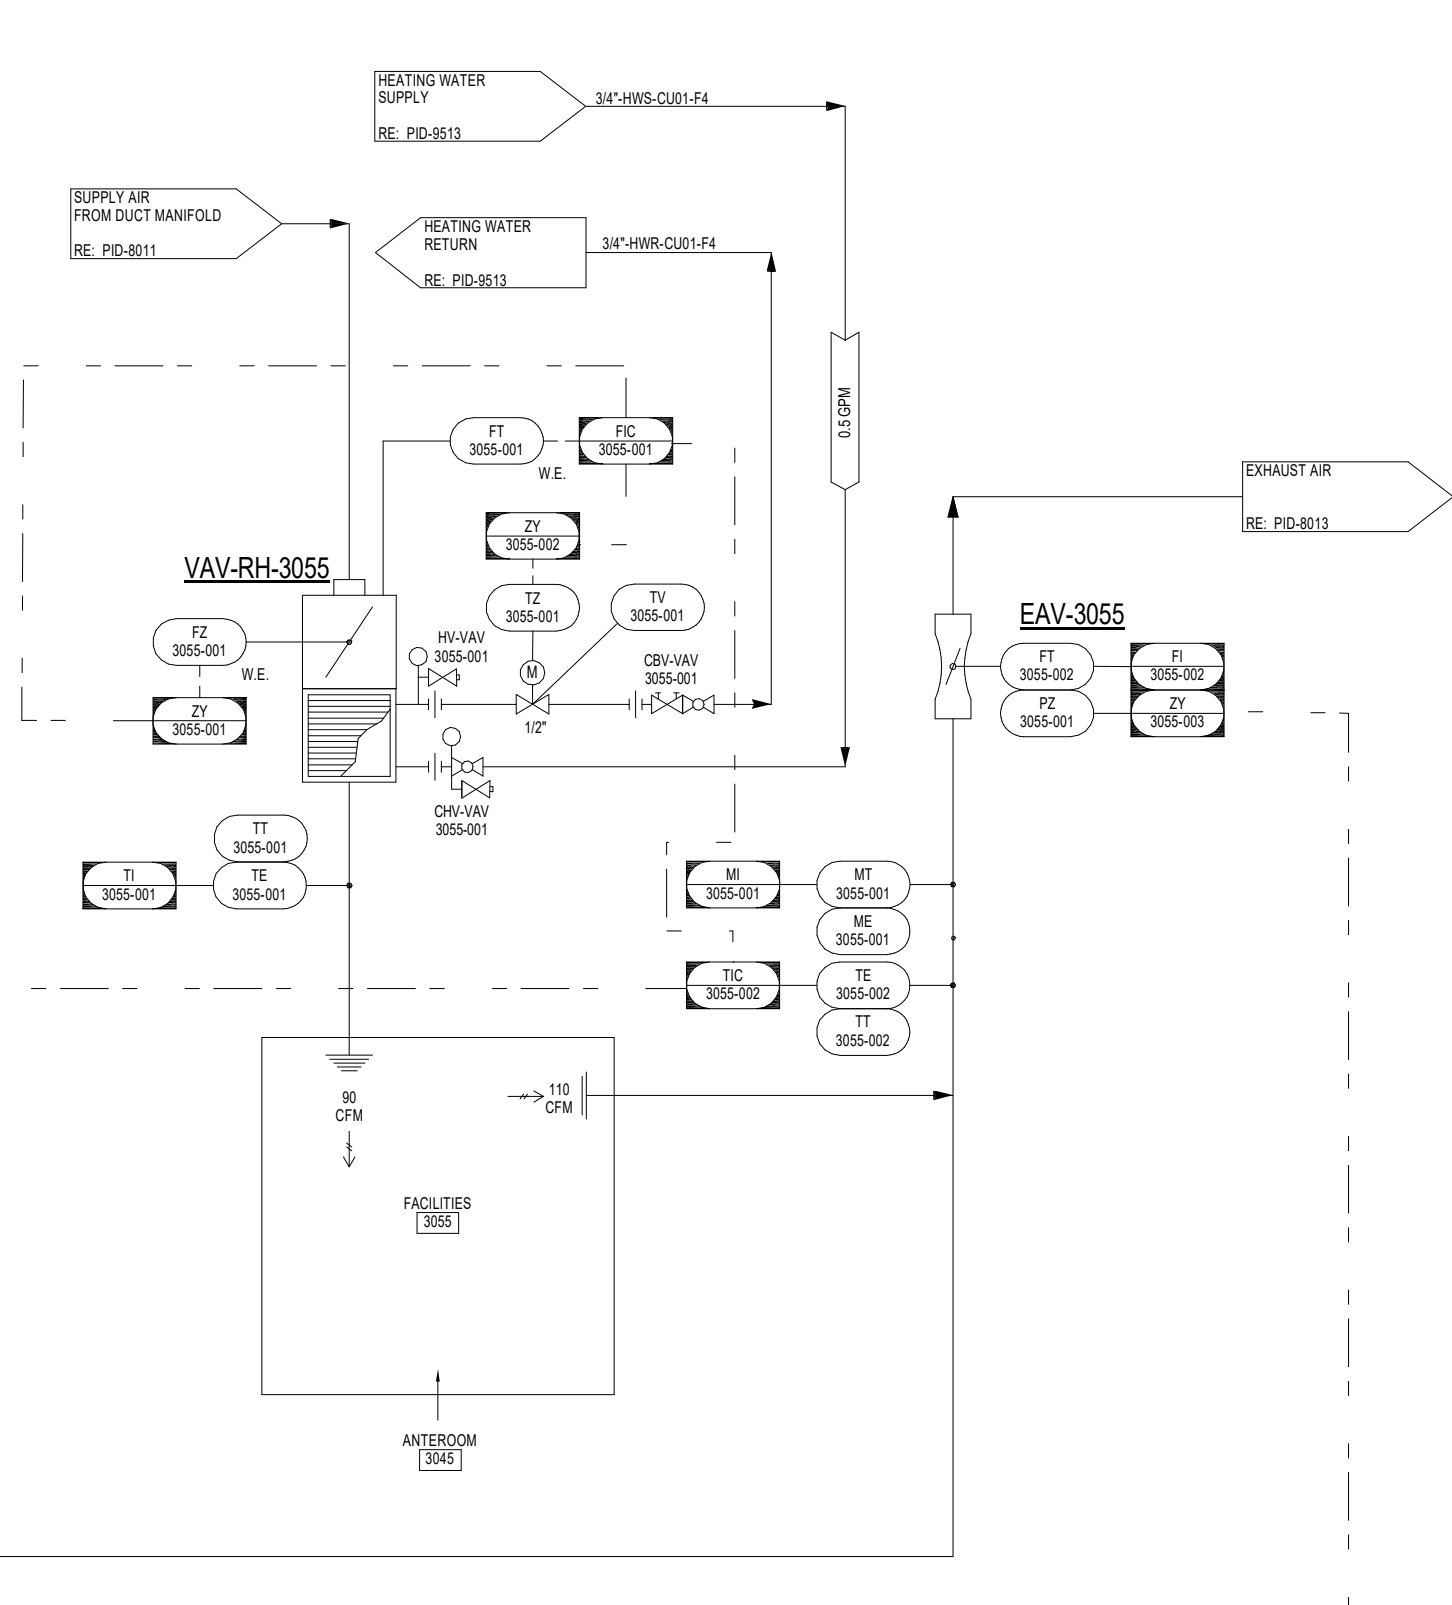 HEATING WATER
SUPPLY
RE: PID-9513
3/4"-HWS-CU01-F4
SUPPLY AIR
FROM DUCT MANIFOLD
RE: PID-8011
HEATING WATER
RETURN
RE: PID-9513
3/4"-HWR-CU01-F4
0.5 GPM
FT
3055-001
W.E.
FIC
3055-001
EXHAUST AIR
RE: PID-8013
ZY
3055-002
VAV-RH-3055
TZ
3055-001
TV
3055-001
EAV-3055
FZ
3055-001
W.E.
HV-VAV
3055-001
M
CBV-VAV
3055-001
1/2"
FT
3055-002
FI
3055-002
PZ
3055-001
ZY
3055-003
ZY
3055-001
CHV-VAV
3055-001
TT
3055-001
TI
3055-001
TE
3055-001
MI
3055-001
MT
3055-001
ME
3055-001
TIC
3055-002
TE
3055-002
TT
3055-002
90
CFM
110
CFM
FACILITIES
3055
ANTEROOM
3045